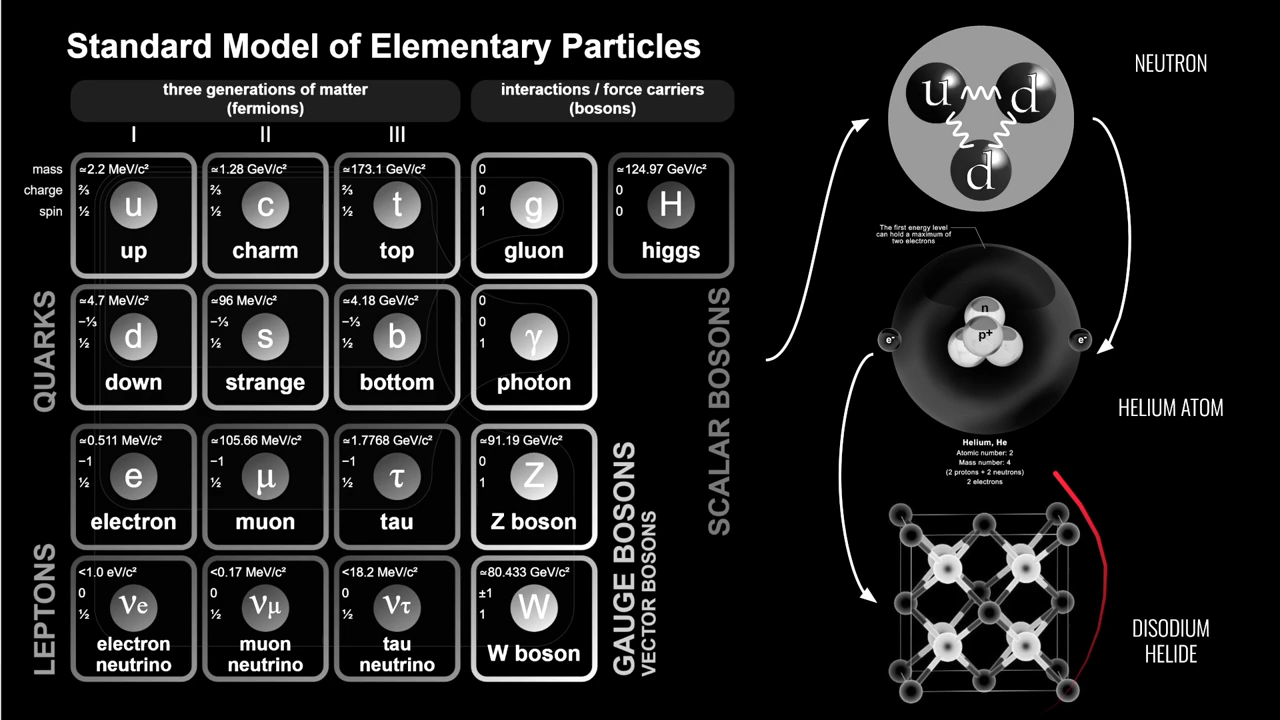 Standard Model of Elementary Particles
three generations of matter
(fermions)
interactions / force carriers
(bosons)
I
II
III
mass
charge
spin
≃2.2 MeV/c²
⅔
½
u
up
≃1.28 GeV/c²
⅔
½
c
charm
≃173.1 GeV/c²
⅔
½
t
top
0
0
1
g
gluon
≃124.97 GeV/c²
0
0
H
higgs
QUARKS
≃4.7 MeV/c²
−⅓
½
d
down
≃96 MeV/c²
−⅓
½
s
strange
≃4.18 GeV/c²
−⅓
½
b
bottom
0
0
1
γ
photon
SCALAR BOSONS
LEPTONS
≃0.511 MeV/c²
−1
½
e
electron
≃105.66 MeV/c²
−1
½
μ
muon
≃1.7768 GeV/c²
−1
½
τ
tau
≃91.19 GeV/c²
0
1
Z
Z boson
<1.0 eV/c²
0
½
νe
electron
neutrino
<0.17 MeV/c²
0
½
νμ
muon
neutrino
<18.2 MeV/c²
0
½
ντ
tau
neutrino
≃80.433 GeV/c²
±1
1
W
W boson
GAUGE BOSONS
VECTOR BOSONS
u
d
d
NEUTRON
The first energy level
can hold a maximum of
two electrons
n
p+
e-
e-
HELIUM ATOM
Helium, He
Atomic number: 2
Mass number: 4
(2 protons + 2 neutrons)
2 electrons
DISODIUM
HELIDE